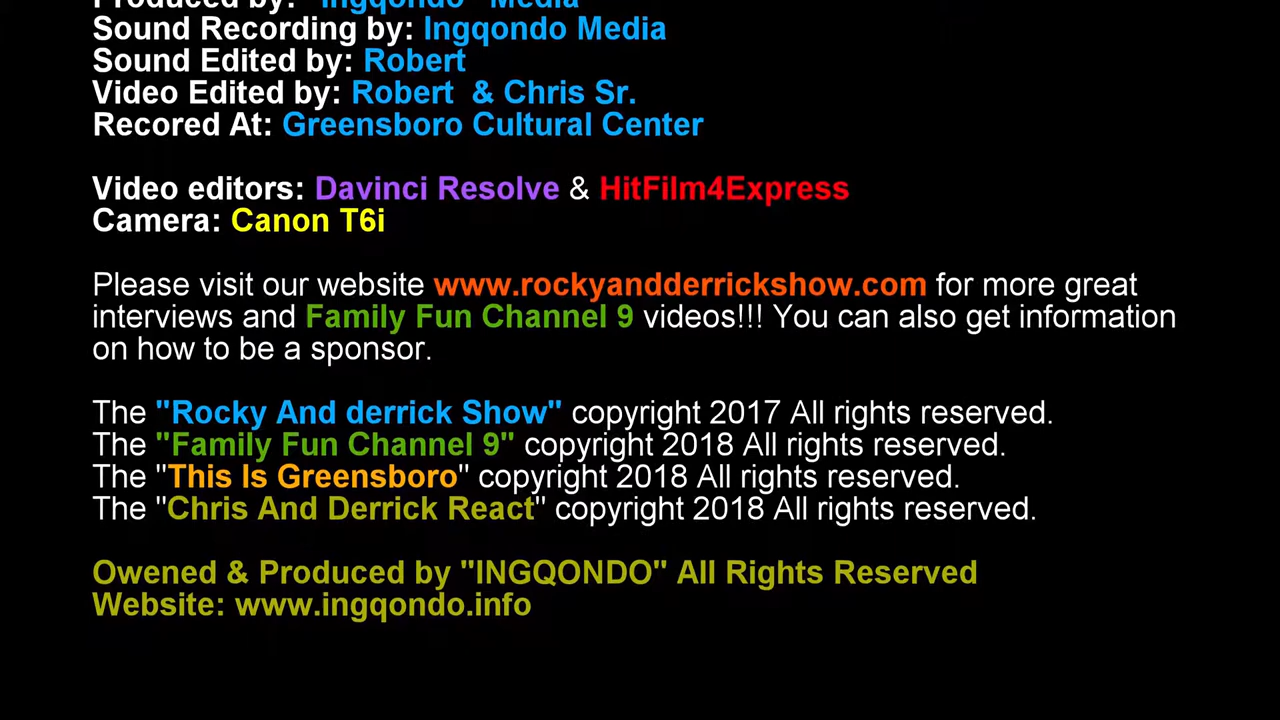 Produced by: "Ingqondo" Media
Sound Recording by: Ingqondo Media
Sound Edited by: Robert
Video Edited by: Robert & Chris Sr.
Recored At: Greensboro Cultural Center
Video editors: Davinci Resolve & HitFilm4Express
Camera: Canon T6i
Please visit our website www.rockyandderrickshow.com for more great
interviews and Family Fun Channel 9 videos!!! You can also get information
on how to be a sponsor.
The "Rocky And derrick Show" copyright 2017 All rights reserved.
The "Family Fun Channel 9" copyright 2018 All rights reserved.
The "This Is Greensboro" copyright 2018 All rights reserved.
The "Chris And Derrick React" copyright 2018 All rights reserved.
Owened & Produced by "INGQONDO" All Rights Reserved
Website: www.ingqondo.info